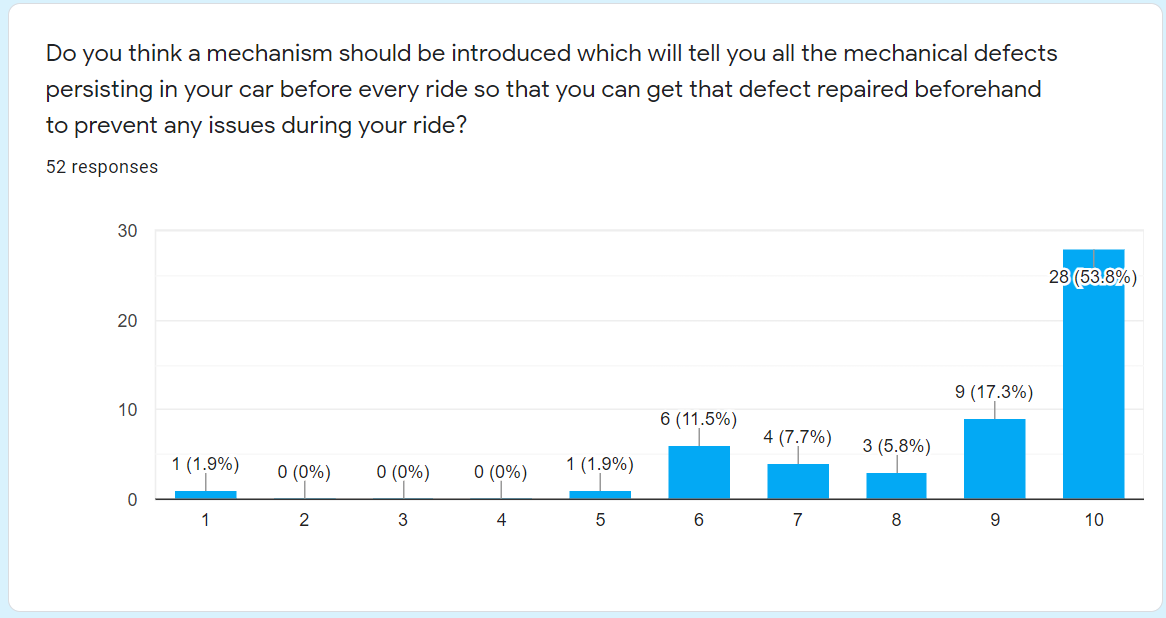 Do you think a mechanism should be introduced which will tell you all the mechanical defects
persisting in your car before every ride so that you can get that defect repaired beforehand
to prevent any issues during your ride?
52 responses
30
20
10
0
1 (1.9%)
0 (0%)
0 (0%)
0 (0%)
1 (1.9%)
6 (11.5%)
4 (7.7%)
3 (5.8%)
9 (17.3%)
28 (53.8%)
1 2 3 4 5 6 7 8 9 10